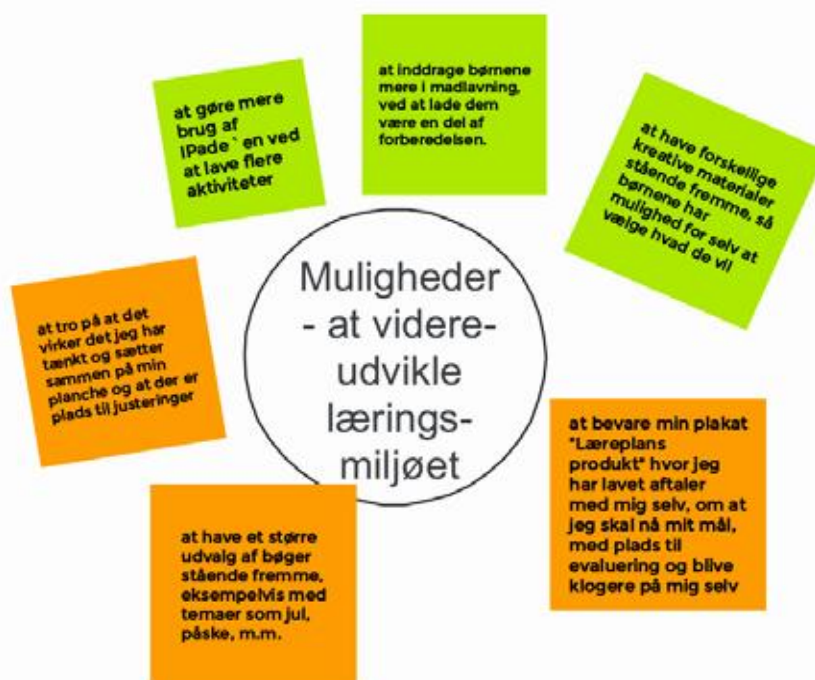 at gøre mere
brug af
IPade ` en ved
at lave flere
aktiviteter
at inddrage børnene
mere i madlavning,
ved at lade dem
være en del af
forberedelsen.
at have forskellige
kreative materialer
stående fremme, så
børnene har
mulighed for selv at
vælge hvad de vil
Muligheder
- at videre-
udvikle
lærings-
miljøet
at tro på at det
virker det jeg har
tænkt og sætter
sammen på min
planche og at der er
plads til justeringer
at bevare min plakat
"Læreplans
produkt" hvor jeg
har lavet aftaler
med mig selv, om at
jeg skal nå mit mål,
med plads til
evaluering og blive
klogere på mig selv
at have et større
udvalg af bøger
stående fremme,
eksempelvis med
temaer som jul,
påske, m.m.